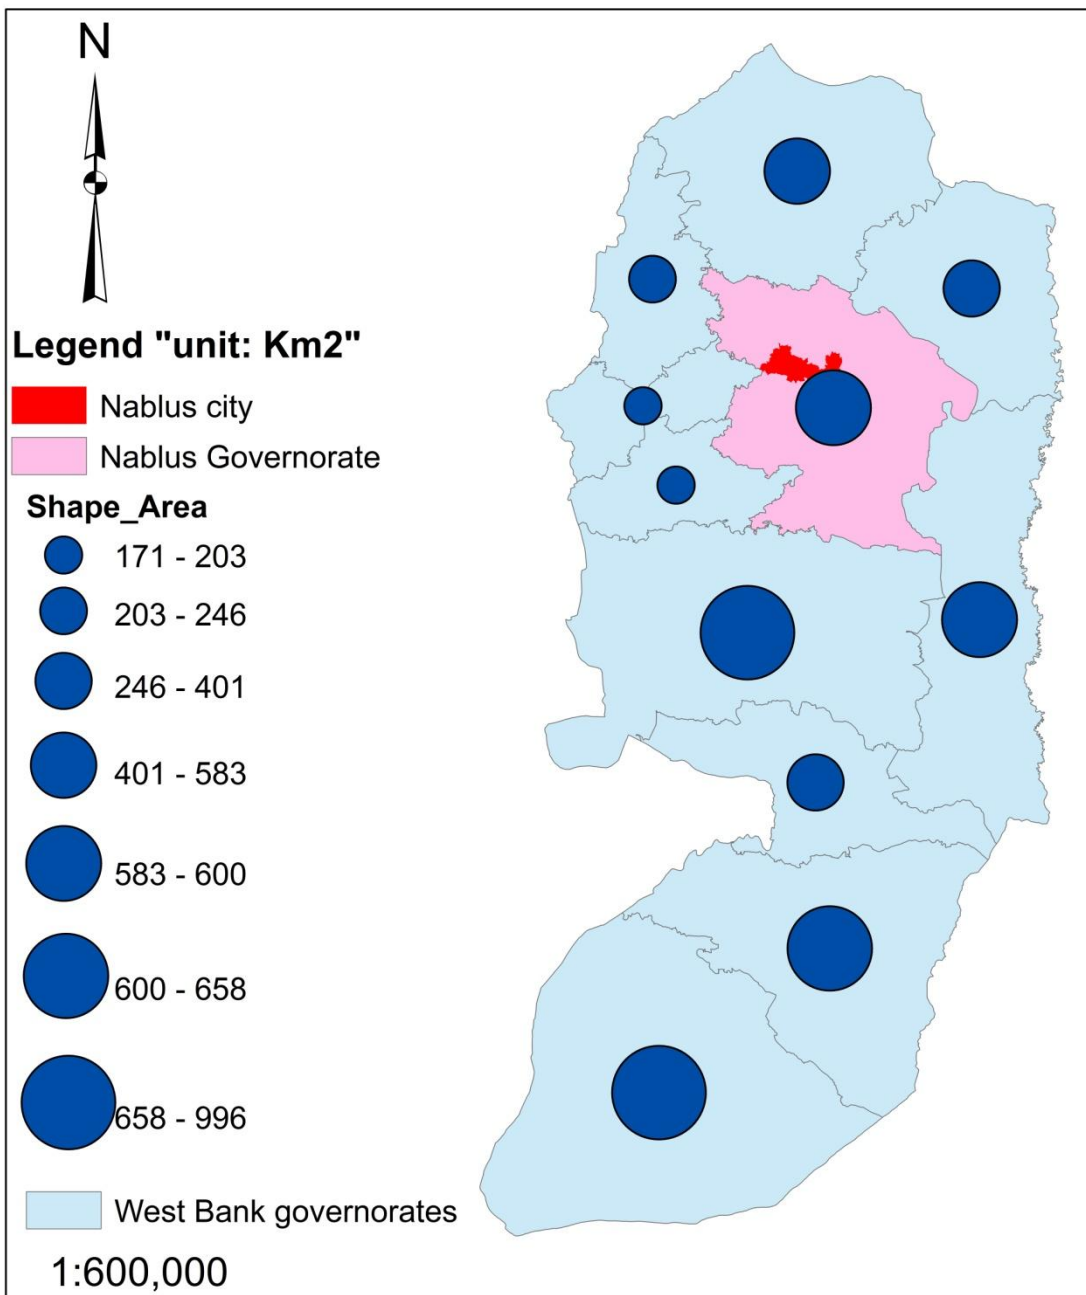 N
Legend "unit: Km2"
Nablus city
Nablus Governorate
Shape_Area
171 - 203
203 - 246
246 - 401
401 - 583
583 - 600
600 - 658
658 - 996
West Bank governorates
1:600,000